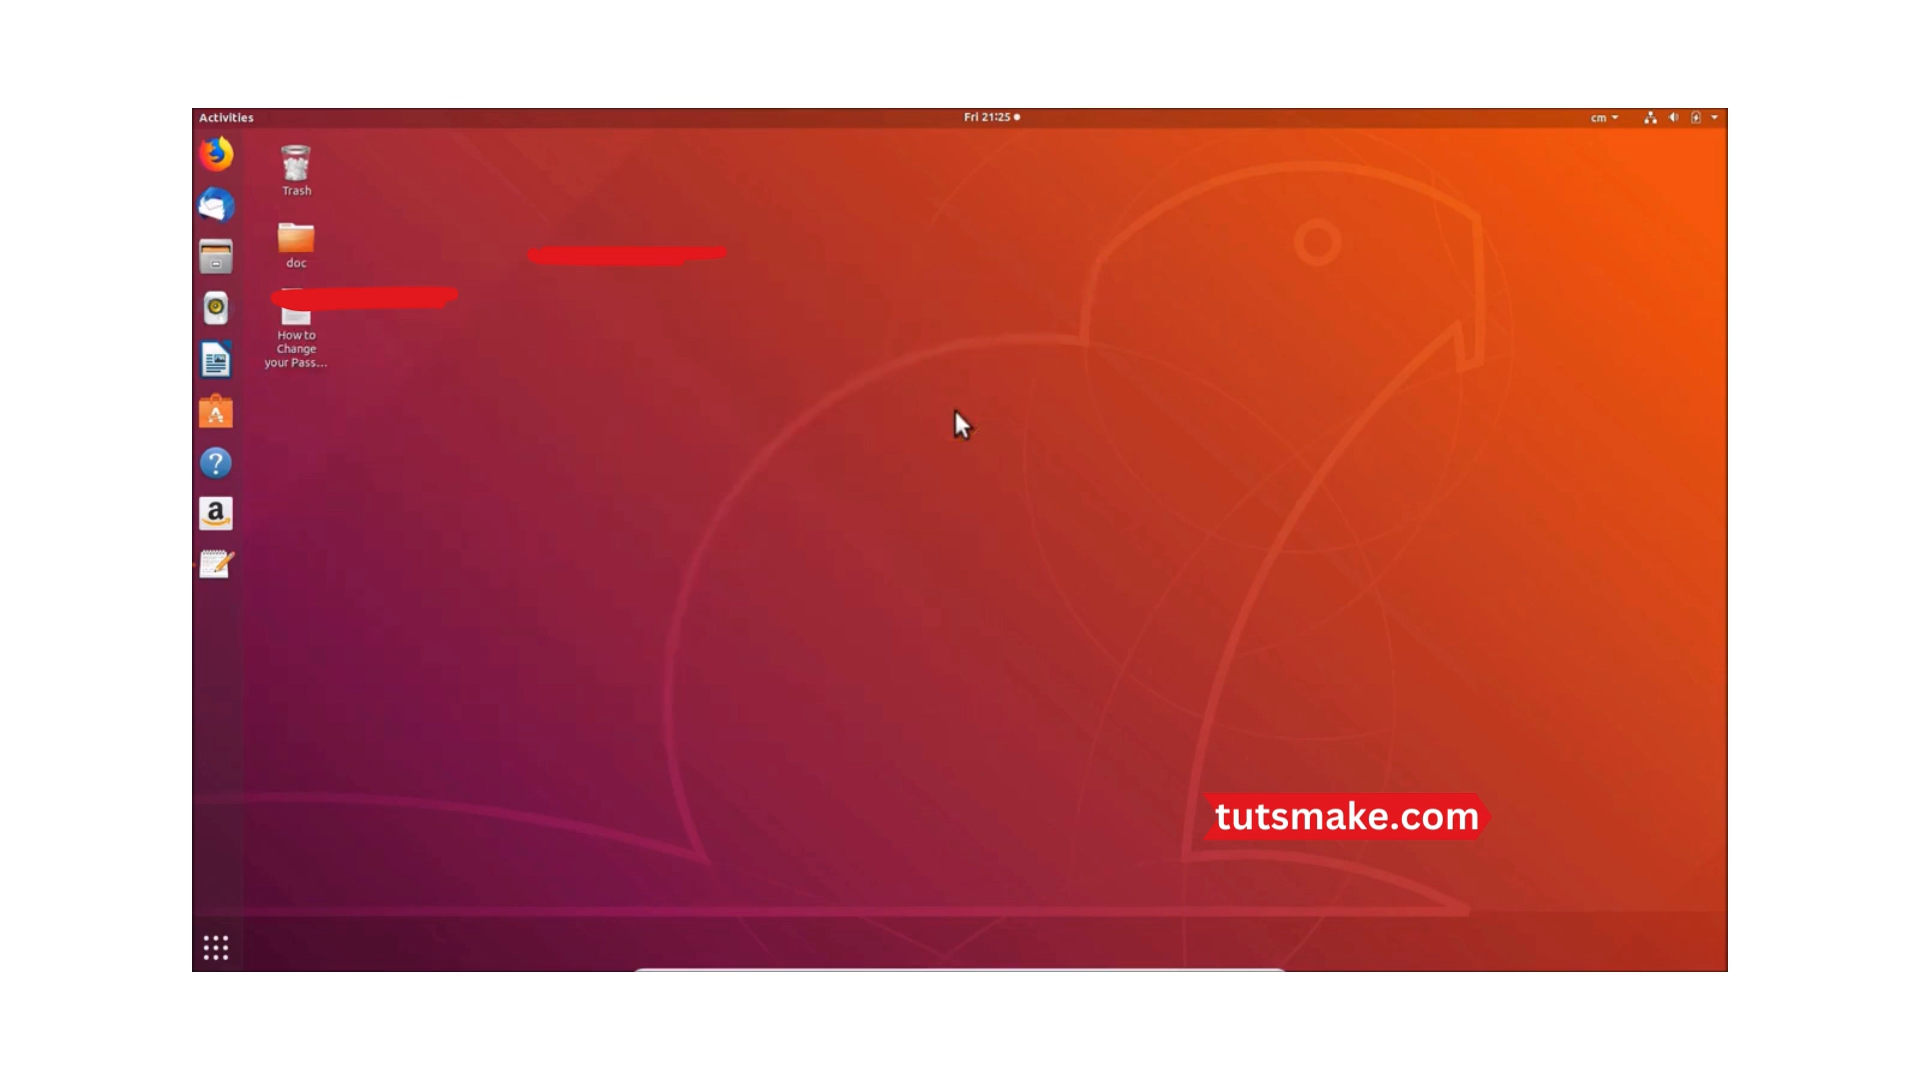 Activities
Fri 21:25
cm
Trash
doc
How to
Change
your Pass...
a
tutsmake.com